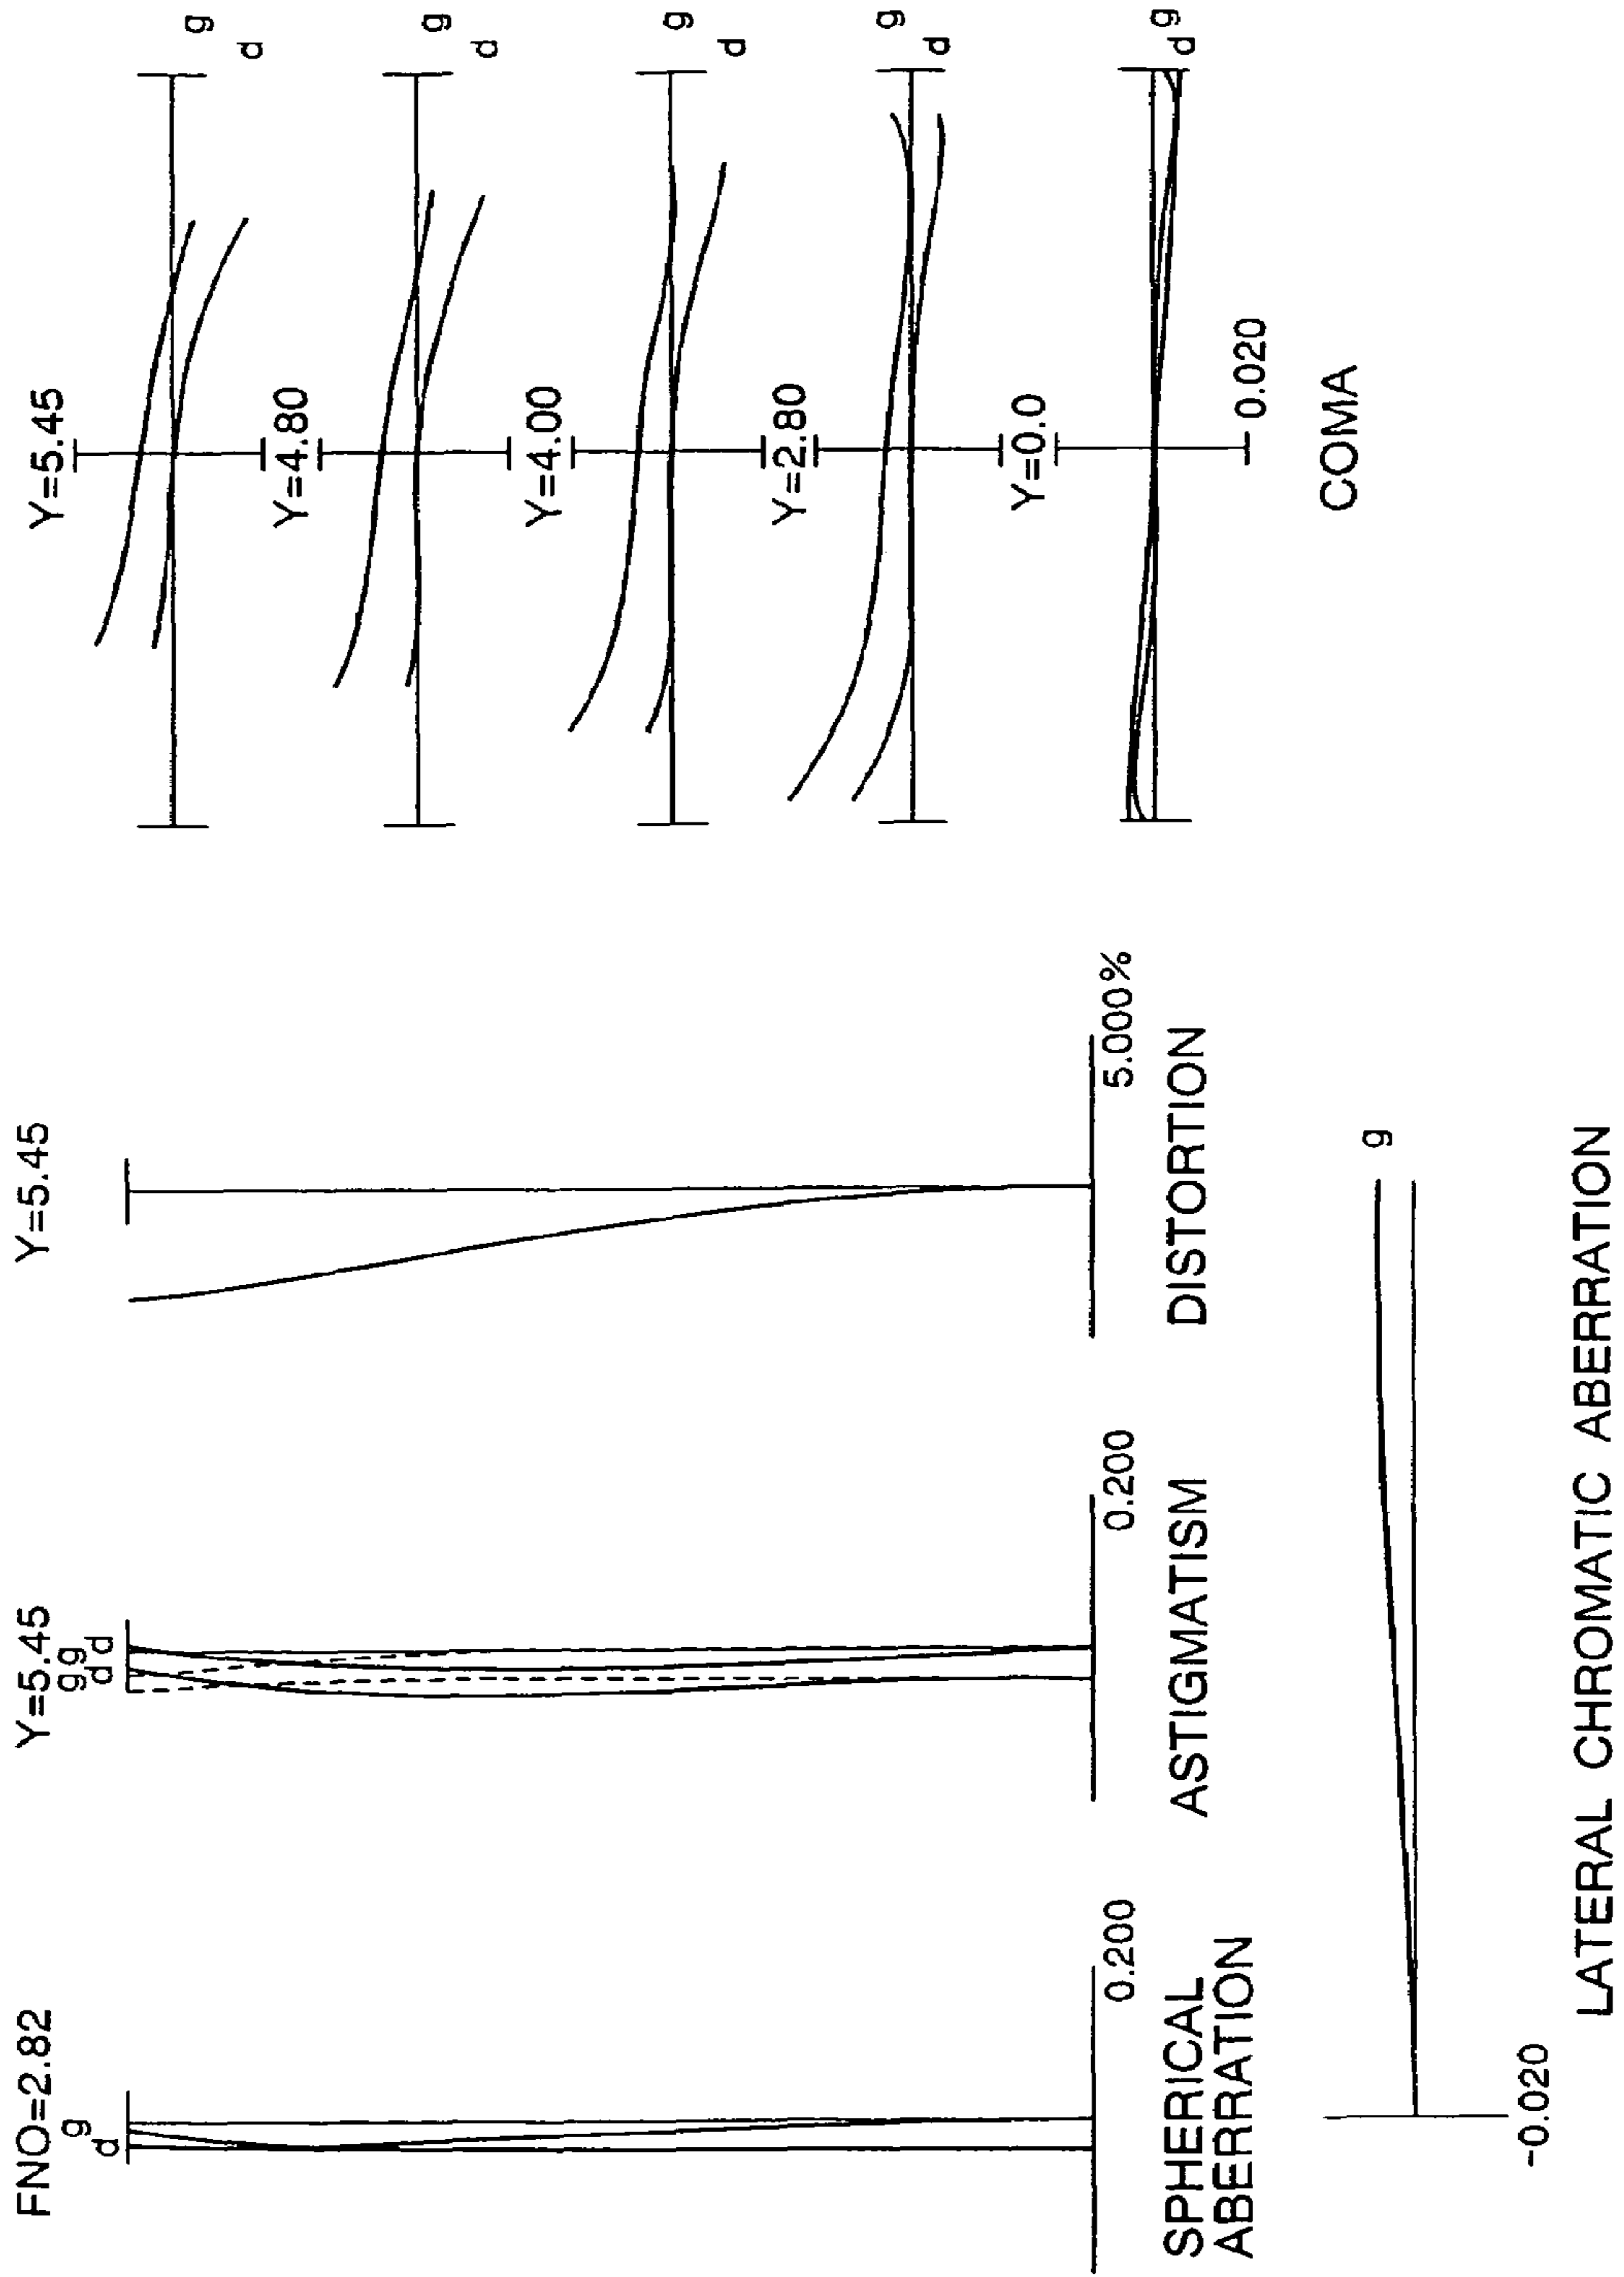 FNO=2.82
g
d
0.200
SPHERICAL
ABERRATION
Y=5.45
gg
d d
0.200
ASTIGMATISM
Y=5.45
5.000%
DISTORTION
Y=5.45
g
d
Y=4.80
g
d
Y=4.00
g
d
Y=2.80
g
d
Y=0.0
g
d
0.020
COMA
g
-0.020
LATERAL CHROMATIC ABERRATION